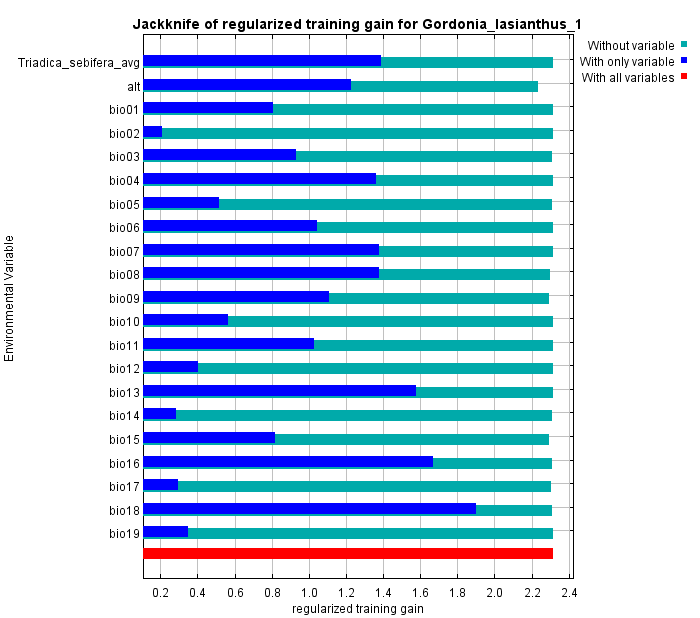 Jackknife of regularized training gain for Gordonia_lasianthus_1
Without variable
With only variable
With all variables
Triadica_sebifera_avg
alt
bio01
bio02
bio03
bio04
bio05
bio06
bio07
bio08
bio09
bio10
bio11
bio12
bio13
bio14
bio15
bio16
bio17
bio18
bio19
Environmental Variable
0.2 0.4 0.6 0.8 1.0 1.2 1.4 1.6 1.8 2.0 2.2 2.4
regularized training gain